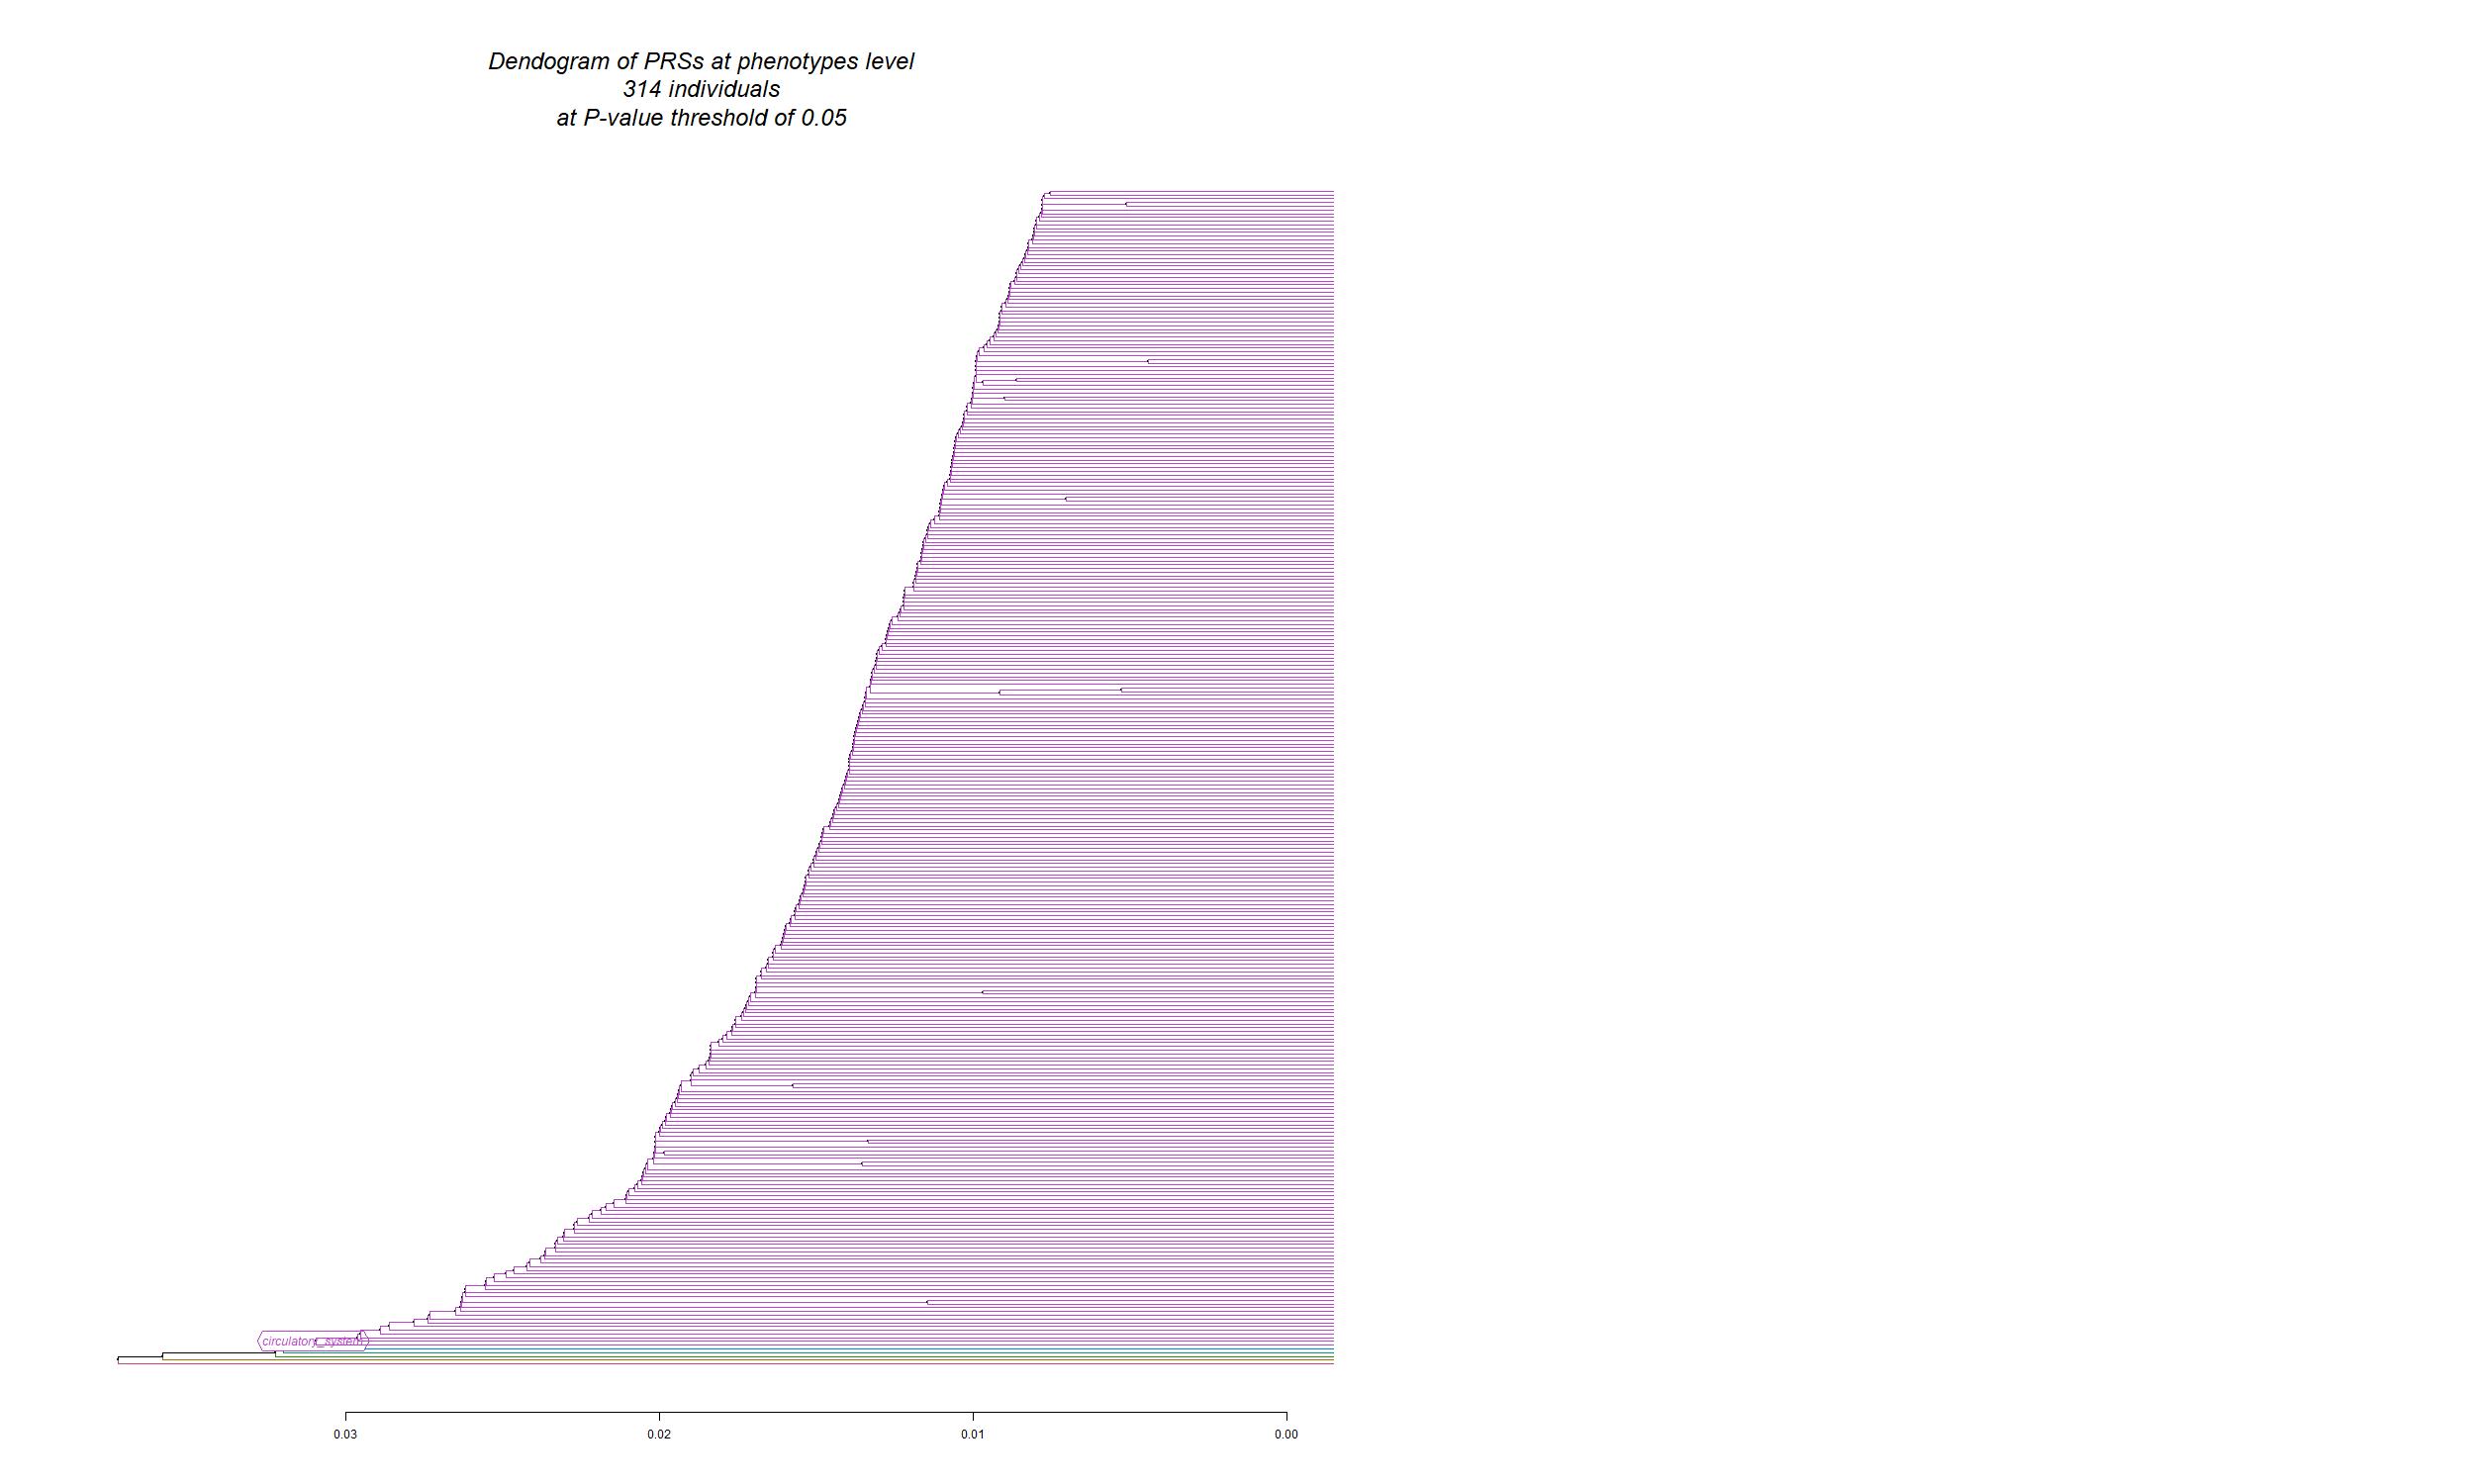 Dendogram of PRSs at phenotypes level
314 individuals
at P-value threshold of 0.05
circulatory_system
0.03 0.02 0.01 0.00